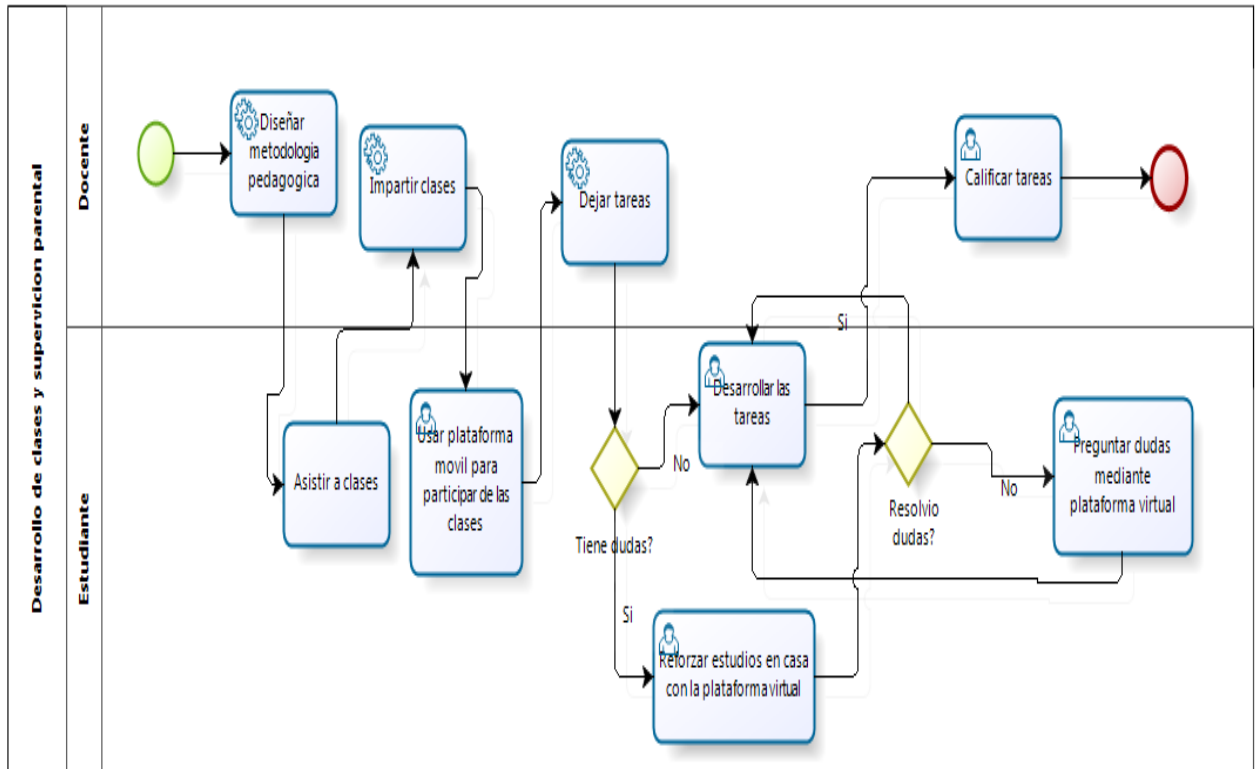 Desarrollo de clases y supervicion parental
Docente
Diseñar
metodologia
pedagogica
Impartir clases
Dejar tareas
Calificar tareas
Estudiante
Asistir a clases
Usar plataforma
movil para
participar de las
clases
Tiene dudas?
No
Si
Desarrollar las
tareas
Si
Resolvio
dudas?
No
Preguntar dudas
mediante
plataforma virtual
Reforzar estudios en casa
con la plataforma virtual